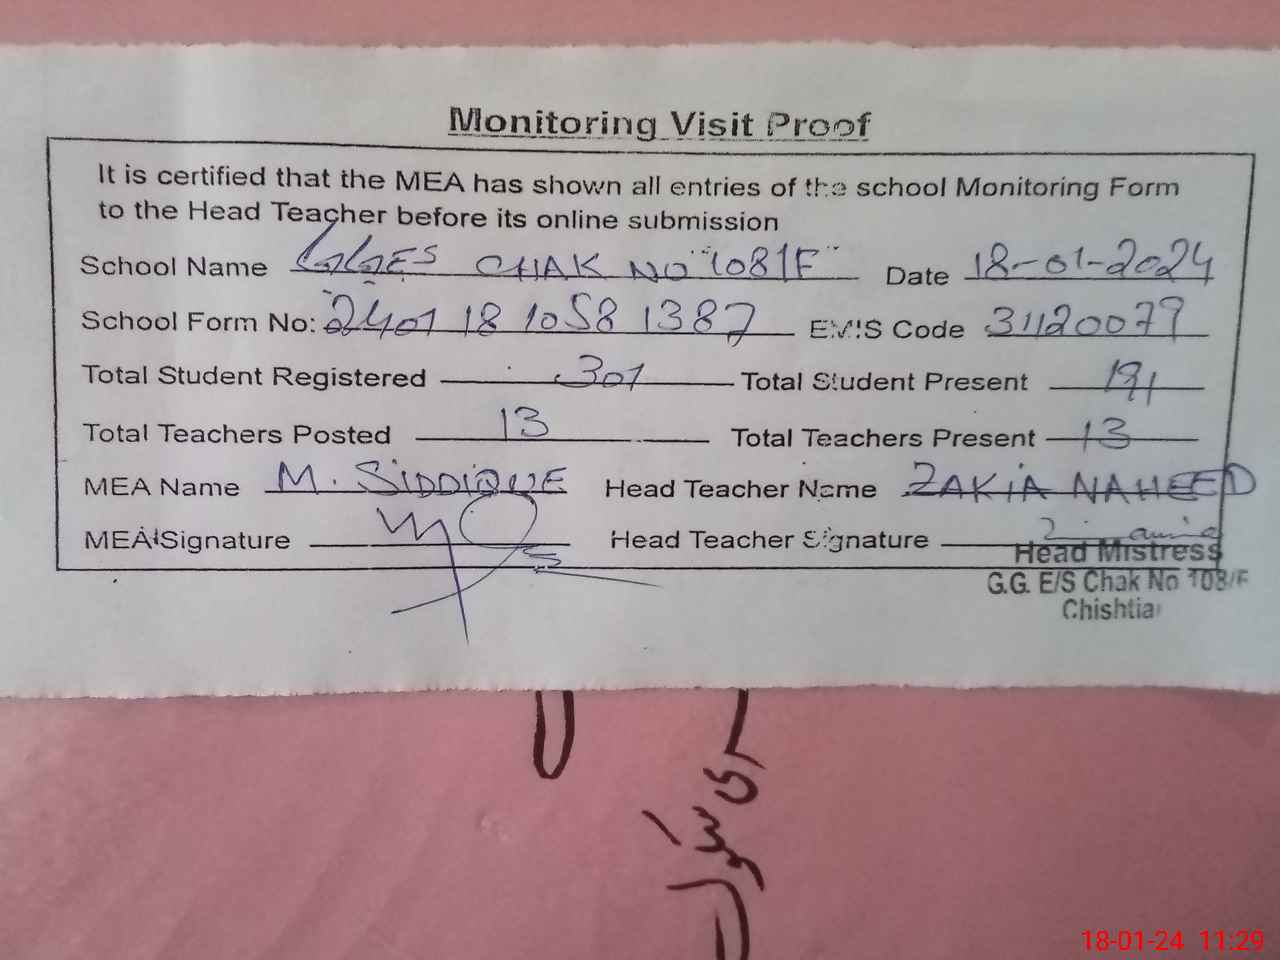 Monitoring Visit Proof
It is certified that the MEA has shown all entries of the school Monitoring Form
to the Head Teacher before its online submission
School Name GGES CHAK NO "108/F" Date 18-01-2024
School Form No: 2401 18 1058 1387 EMIS Code 31120079
Total Student Registered 301 Total Student Present 191
Total Teachers Posted 13 Total Teachers Present 13
MEA Name M. SIDDIQUE Head Teacher Name ZAKIA NAHEED
MEA Signature Head Teacher Signature
Head Mistress
G.G. E/S Chak No 108/F
Chishtia
18-01-24 11:29